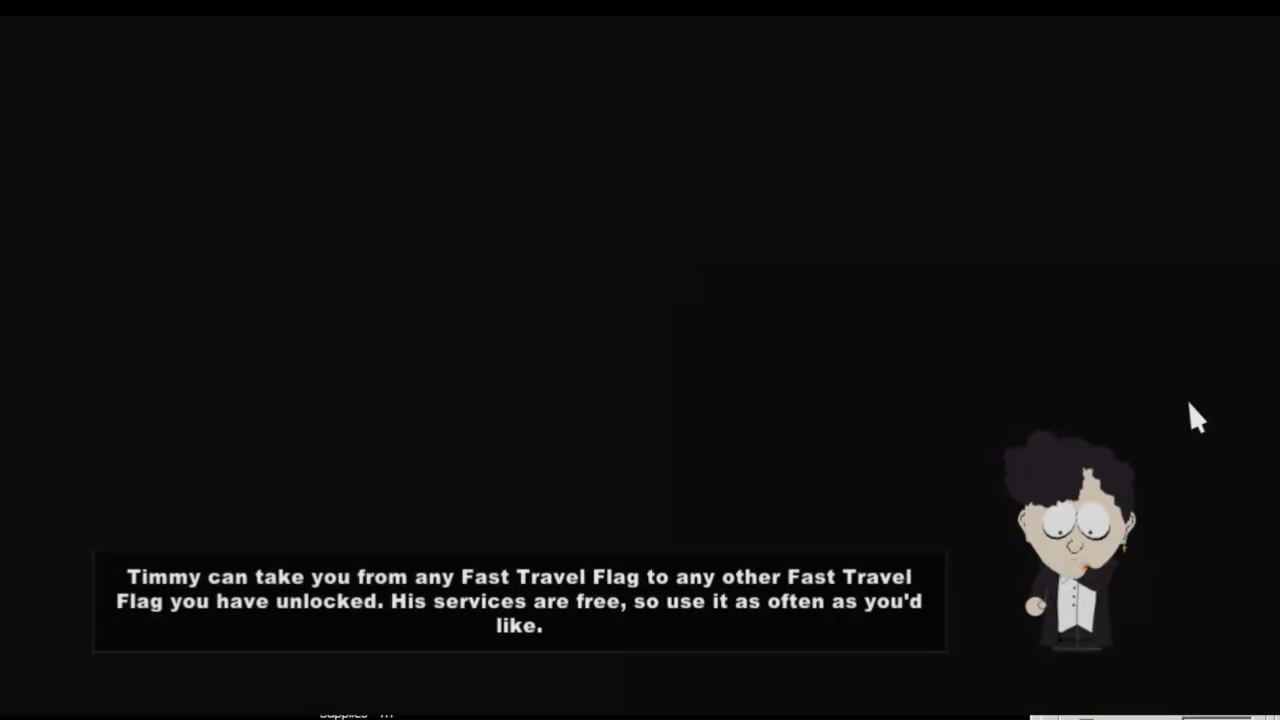 Timmy can take you from any Fast Travel Flag to any other Fast Travel
Flag you have unlocked. His services are free, so use it as often as you'd
like.